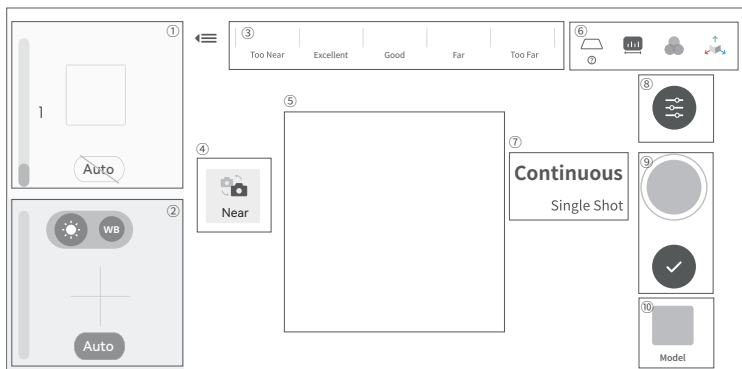 ①
1
Auto
②
WB
Auto
③
Too Near Excellent Good Far Too Far
④
Near
⑤
⑥
?
⑦
Continuous
Single Shot
⑧
⑨
⑩
Model